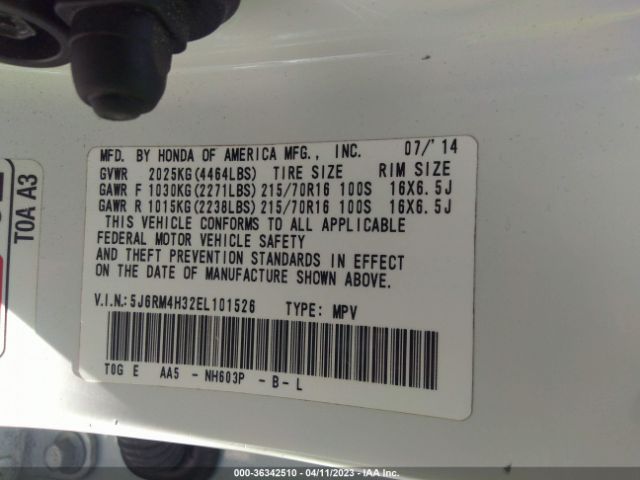 MFD. BY HONDA OF AMERICA MFG., INC. 07/'14
GVWR 2025KG(4464LBS) TIRE SIZE RIM SIZE
GAWR F 1030KG(2271LBS) 215/70R16 100S 16X6.5J
GAWR R 1015KG(2238LBS) 215/70R16 100S 16X6.5J
THIS VEHICLE CONFORMS TO ALL APPLICABLE
FEDERAL MOTOR VEHICLE SAFETY
AND THEFT PREVENTION STANDARDS IN EFFECT
ON THE DATE OF MANUFACTURE SHOWN ABOVE.
V.I.N.: 5J6RM4H32EL101526 TYPE: MPV
T0G E AA5 - NH603P - B - L
T0A A3
000-36342510 - 04/11/2023 - IAA Inc.